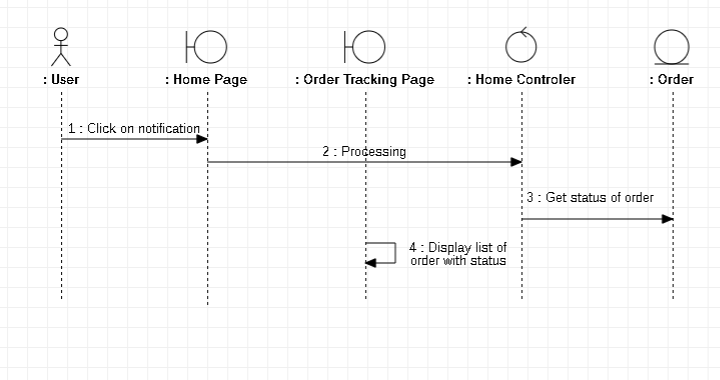 : User
: Home Page
: Order Tracking Page
: Home Controler
: Order
1 : Click on notification
2 : Processing
3 : Get status of order
4 : Display list of
order with status